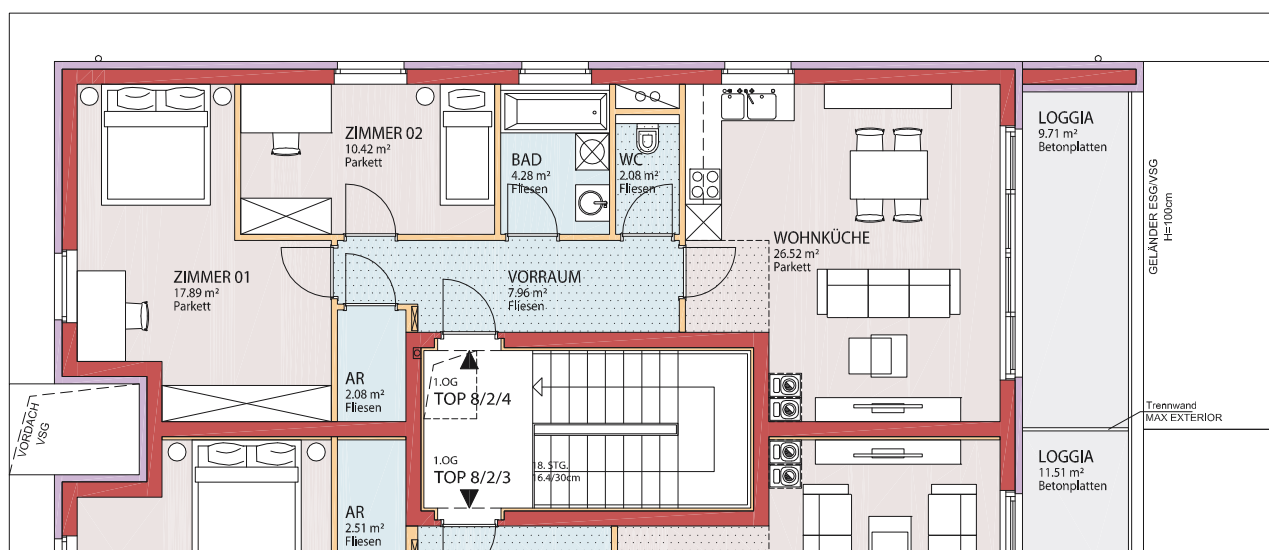 ZIMMER 02
10.42 m²
Parkett
BAD
4.28 m²
Fliesen
WC
2.08 m²
Fliesen
LOGGIA
9.71 m²
Betonplatten
GELÄNDER ESG/VSG
H=100cm
WOHNKÜCHE
26.52 m²
Parkett
ZIMMER 01
17.89 m²
Parkett
VORRAUM
7.96 m²
Fliesen
AR
2.08 m²
Fliesen
1.OG
TOP 8/2/4
VORDACH
VSG
Trennwand
MAX EXTERIOR
1.OG
TOP 8/2/3
18. STG.
16.4/30cm
LOGGIA
11.51 m²
Betonplatten
AR
2.51 m²
Fliesen